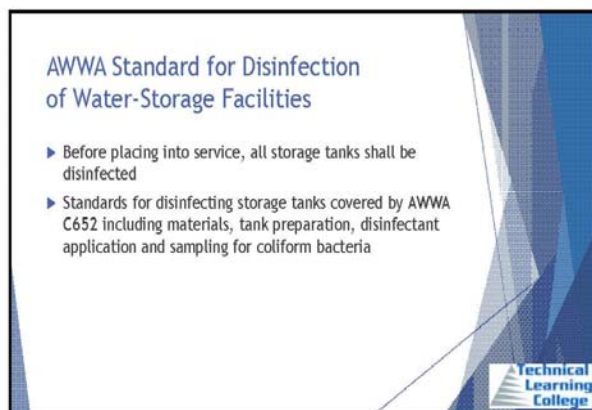 AWWA Standard for Disinfection
of Water-Storage Facilities
Before placing into service, all storage tanks shall be
disinfected
Standards for disinfecting storage tanks covered by AWWA
C652 including materials, tank preparation, disinfectant
application and sampling for coliform bacteria
Technical
Learning
College